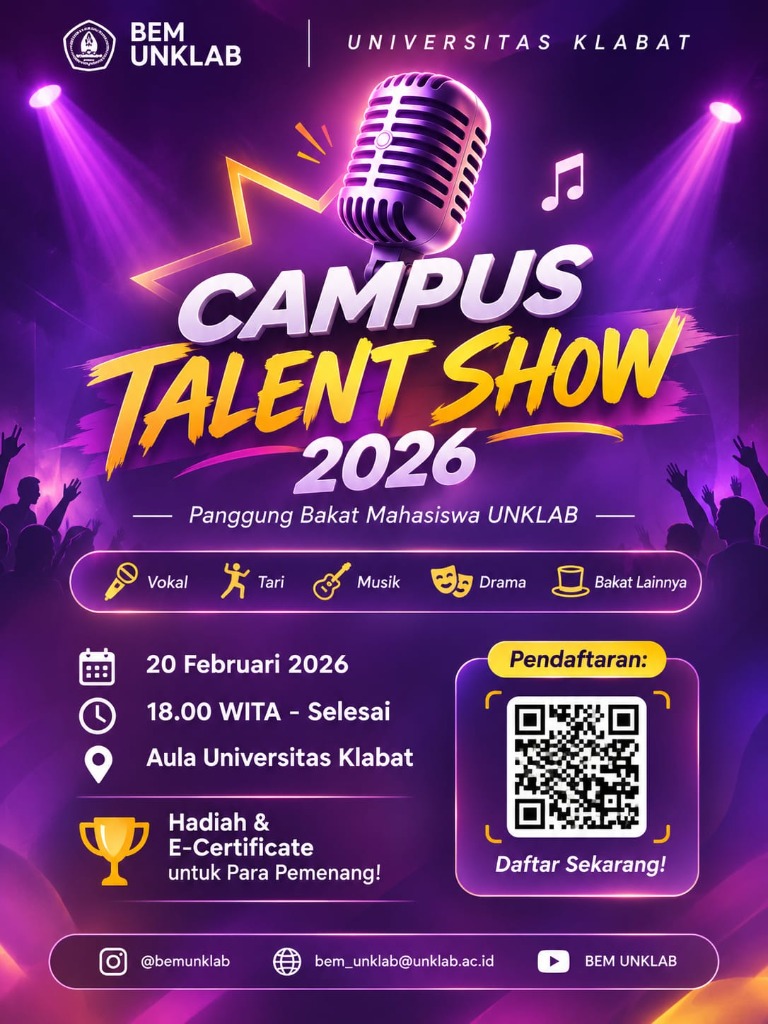 BEM
UNKLAB
UNIVERSITAS KLABAT
CAMPUS
TALENT SHOW
2026
Panggung Bakat Mahasiswa UNKLAB
Vokal
Tari
Musik
Drama
Bakat Lainnya
20 Februari 2026
18.00 WITA - Selesai
Aula Universitas Klabat
Hadiah &
E-Certificate
untuk Para Pemenang!
Pendaftaran:
Daftar Sekarang!
@bemunklab
bem_unklab@unklab.ac.id
BEM UNKLAB